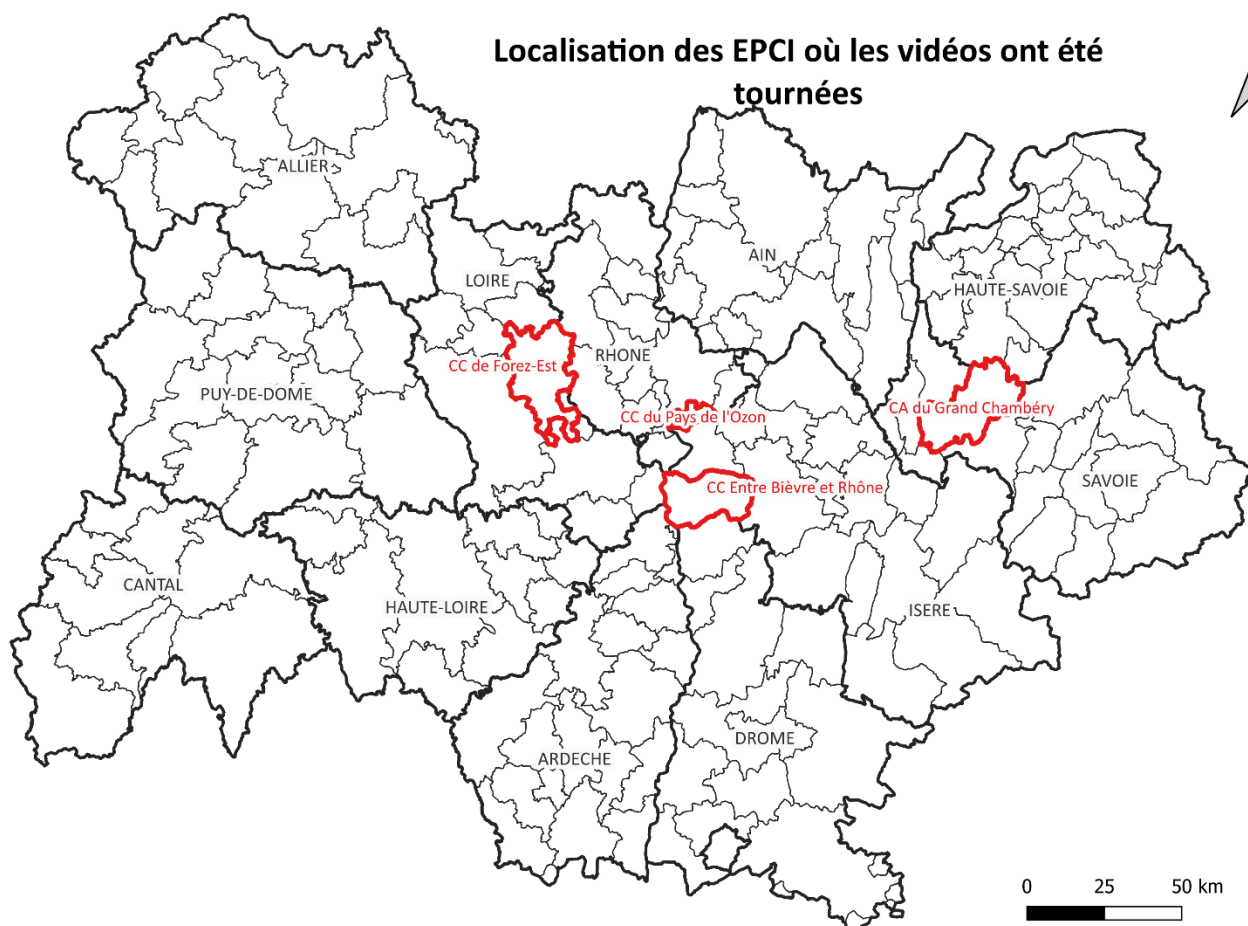 Localisation des EPCI où les vidéos ont été
tournées
ALLIER
LOIRE
AIN
HAUTE-SAVOIE
RHONE
CC de Forez-Est
PUY-DE-DOME
CC du Pays de l'Ozon
CA du Grand Chambéry
SAVOIE
CC Entre Bièvre et Rhône
CANTAL
HAUTE-LOIRE
ISERE
DROME
ARDECHE
0 25 50 km